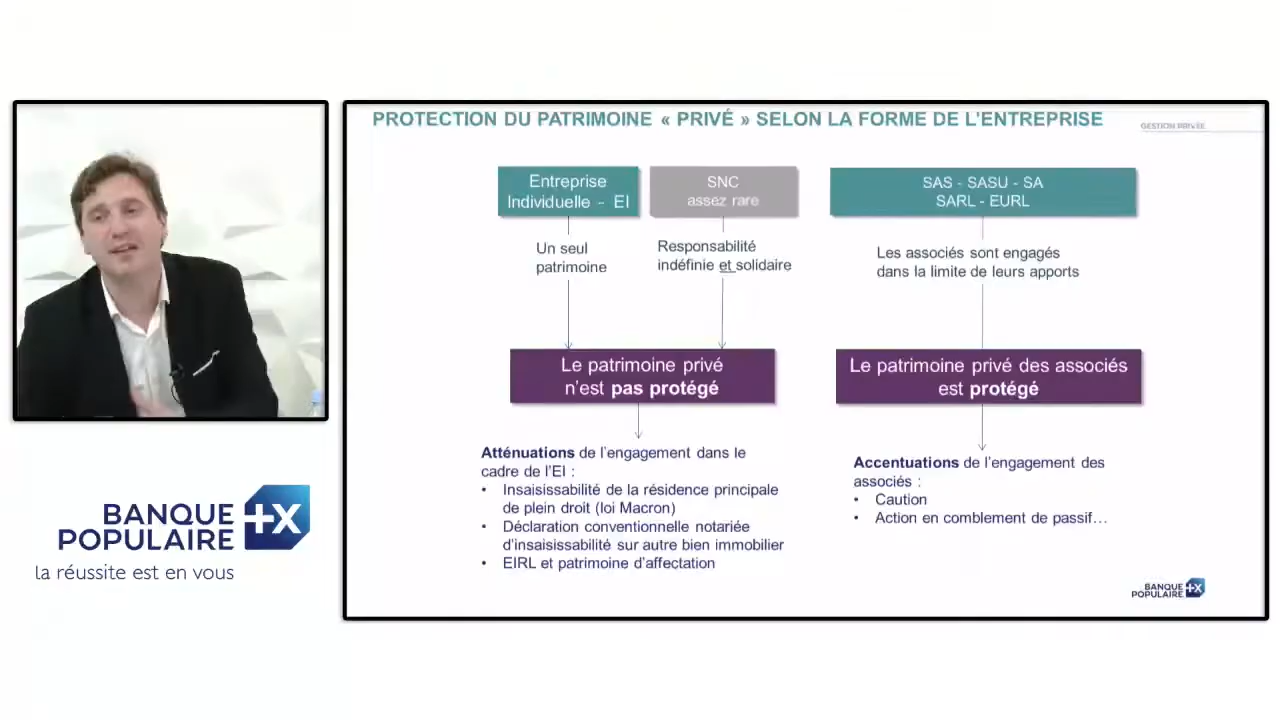 PROTECTION DU PATRIMOINE « PRIVÉ » SELON LA FORME DE L'ENTREPRISE
GESTION PRIVÉE
Entreprise
Individuelle - EI
SNC
assez rare
SAS - SASU - SA
SARL - EURL
Un seul
patrimoine
Responsabilité
indéfinie et solidaire
Les associés sont engagés
dans la limite de leurs apports
Le patrimoine privé
n'est pas protégé
Le patrimoine privé des associés
est protégé
Atténuations de l'engagement dans le
cadre de l'EI :
• Insaisissabilité de la résidence principale
de plein droit (loi Macron)
• Déclaration conventionnelle notariée
d'insaisissabilité sur autre bien immobilier
• EIRL et patrimoine d'affectation
Accentuations de l'engagement des
associés :
• Caution
• Action en comblement de passif…
BANQUE
POPULAIRE
+X
la réussite est en vous
BANQUE
POPULAIRE
+X